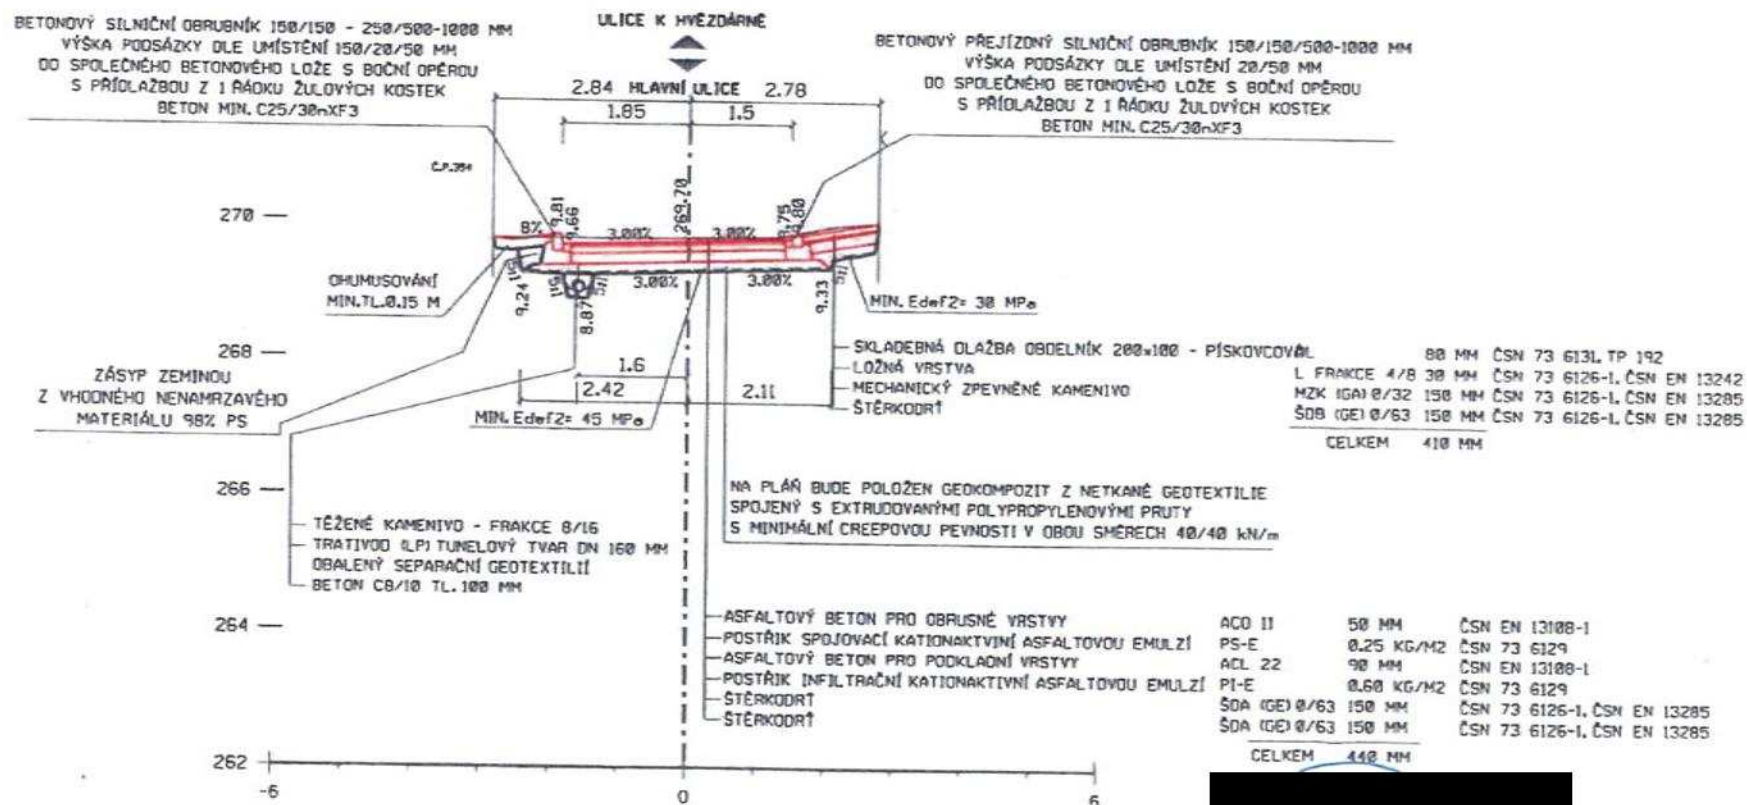 BETONOVÝ SILNIČNÍ OBRUBNÍK 150/150 - 250/500-1000 MM
VÝŠKA PODSÁZKY DLE UMÍSTĚNÍ 150/20/50 MM
DO SPOLEČNÉHO BETONOVÉHO LOŽE S BOČNÍ OPĚROU
S PŘÍDLAŽBOU Z 1 ŘÁDKU ŽULOVÝCH KOSTEK
BETON MIN. C25/30nXF3
ULICE K HVĚZDÁRNĚ
BETONOVÝ PŘEJÍZDNÝ SILNIČNÍ OBRUBNÍK 150/150/500-1000 MM
VÝŠKA PODSÁZKY DLE UMÍSTĚNÍ 20/50 MM
DO SPOLEČNÉHO BETONOVÉHO LOŽE S BOČNÍ OPĚROU
S PŘÍDLAŽBOU Z 1 ŘÁDKU ŽULOVÝCH KOSTEK
BETON MIN. C25/30nXF3
2.84 HLAVNÍ ULICE 2.78
1.85 1.5
Č.P.354
270
8% 9.81 9.66 3.00% 269.70 3.00% 9.75 9.80
OHUMUSOVÁNÍ
MIN.TL.0.15 M
5:1 9.24 5:1 8.87 5:1 3.00% 3.00% 9.33 5:1
MIN. Edef2= 30 MPa
268
1.6
2.42 2.11
MIN. Edef2= 45 MPa
ZÁSYP ZEMINOU
Z VHODNÉHO NENAMRZAVÉHO
MATERIÁLU 98% PS
SKLADEBNÁ DLAŽBA OBDELNÍK 200x100 - PÍSKOVCOVÁ DL 80 MM ČSN 73 6131, TP 192
LOŽNÁ VRSTVA L FRAKCE 4/8 30 MM ČSN 73 6126-1, ČSN EN 13242
MECHANICKÝ ZPEVNĚNÉ KAMENIVO MZK (GA) 0/32 150 MM ČSN 73 6126-1, ČSN EN 13285
ŠTĚRKODRŤ ŠDB (GE) 0/63 150 MM ČSN 73 6126-1, ČSN EN 13285
CELKEM 410 MM
266
NA PLÁŇ BUDE POLOŽEN GEOKOMPOZIT Z NETKANÉ GEOTEXTILIE
SPOJENÝ S EXTRUDOVANÝMI POLYPROPYLENOVÝMI PRUTY
S MINIMÁLNÍ CREEPOVOU PEVNOSTI V OBOU SMĚRECH 40/40 kN/m
TĚŽENÉ KAMENIVO - FRAKCE 8/16
TRATIVOD (LP) TUNELOVÝ TVAR DN 160 MM
OBALENÝ SEPARAČNÍ GEOTEXTILIÍ
BETON C8/10 TL.100 MM
264
ASFALTOVÝ BETON PRO OBRUSNÉ VRSTVY ACO 11 50 MM ČSN EN 13108-1
POSTŘIK SPOJOVACÍ KATIONAKTVINÍ ASFALTOVOU EMULZÍ PS-E 0.25 KG/M2 ČSN 73 6129
ASFALTOVÝ BETON PRO PODKLADNÍ VRSTVY ACL 22 90 MM ČSN EN 13108-1
POSTŘIK INFILTRAČNÍ KATIONAKTIVNÍ ASFALTOVOU EMULZÍ PI-E 0.60 KG/M2 ČSN 73 6129
ŠTĚRKODRŤ ŠDA (GE) 0/63 150 MM ČSN 73 6126-1, ČSN EN 13285
ŠTĚRKODRŤ ŠDA (GE) 0/63 150 MM ČSN 73 6126-1, ČSN EN 13285
CELKEM 440 MM
262
-6 0 6